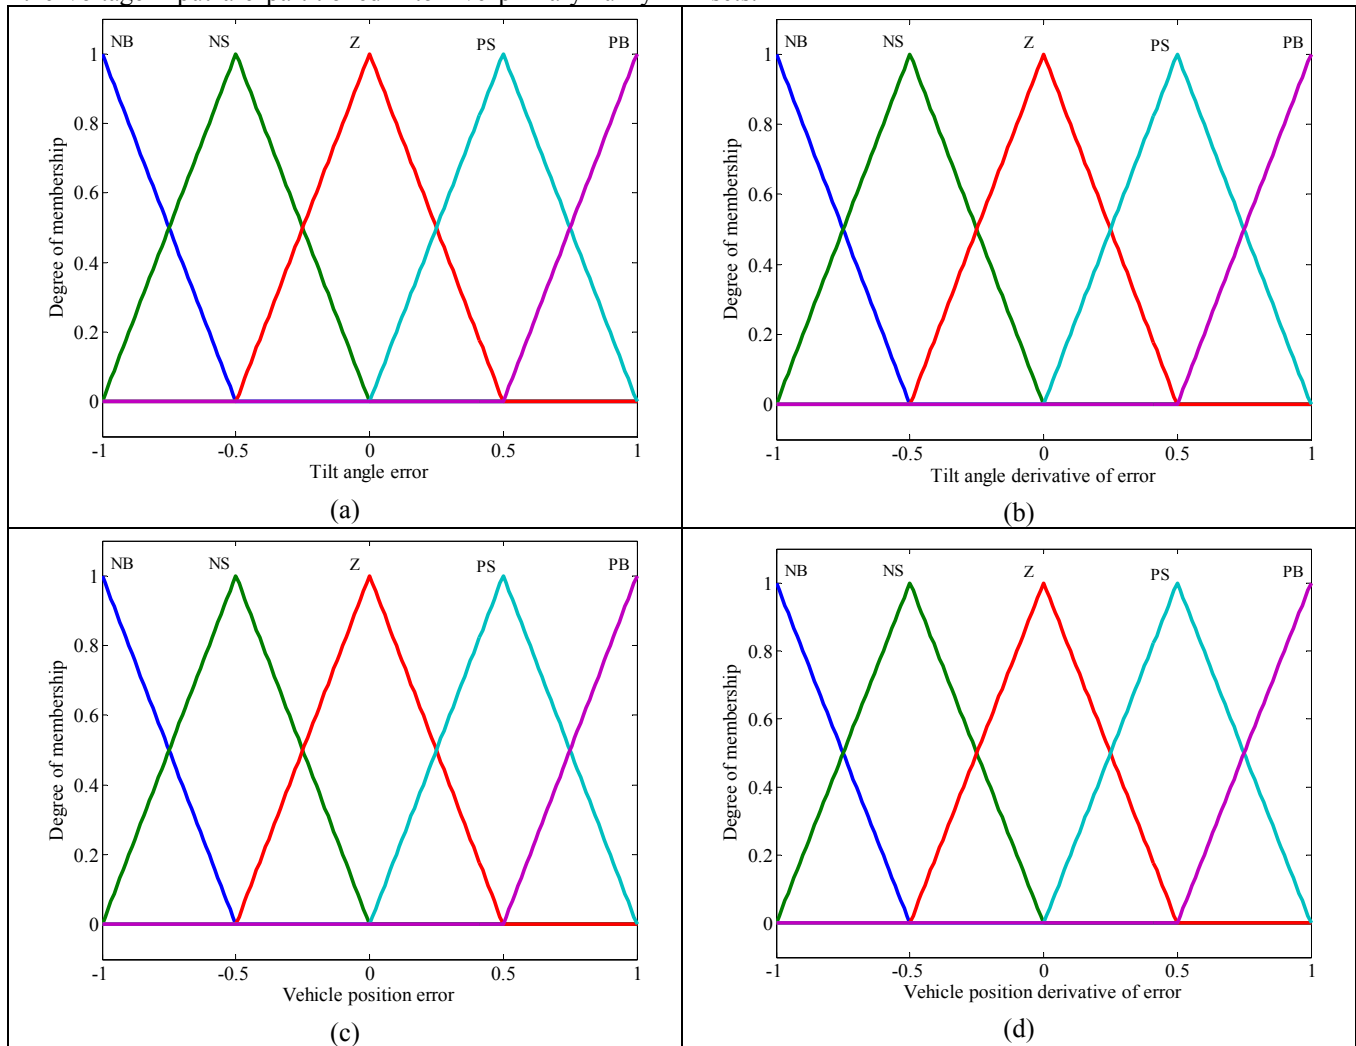 NB NS Z PS PB
1
0.8
0.6
0.4
0.2
0
Degree of membership
-1 -0.5 0 0.5 1
Tilt angle error
(a)
NB NS Z PS PB
1
0.8
0.6
0.4
0.2
0
Degree of membership
-1 -0.5 0 0.5 1
Tilt angle derivative of error
(b)
NB NS Z PS PB
1
0.8
0.6
0.4
0.2
0
Degree of membership
-1 -0.5 0 0.5 1
Vehicle position error
(c)
NB NS Z PS PB
1
0.8
0.6
0.4
0.2
0
Degree of membership
-1 -0.5 0 0.5 1
Vehicle position derivative of error
(d)